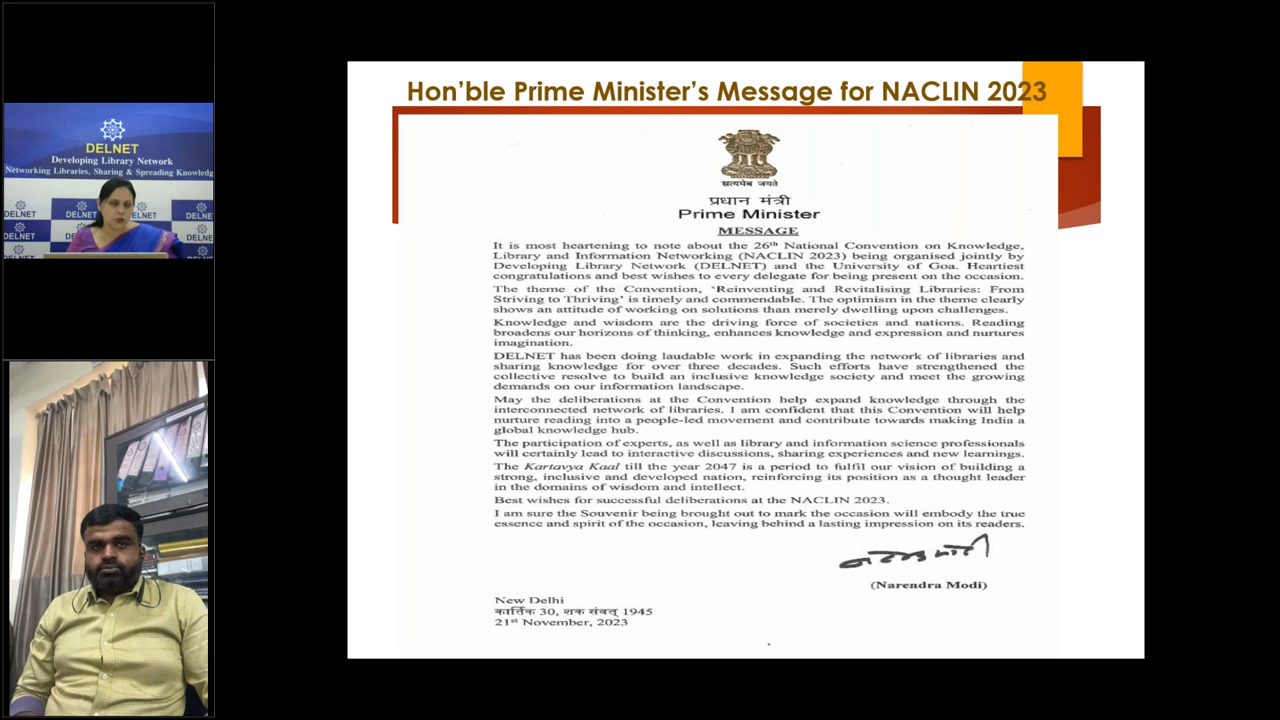 DELNET
Developing Library Network
Networking Libraries, Sharing & Spreading Knowledg
DELNET
DELNET
DELNET
DELNET
DELNET
DELNET
DELNET
Hon'ble Prime Minister's Message for NACLIN 2023
सत्यमेव जयते
प्रधान मंत्री
Prime Minister
MESSAGE
It is most heartening to note about the 26th National Convention on Knowledge,
Library and Information Networking (NACLIN 2023) being organised jointly by
Developing Library Network (DELNET) and the University of Goa. Heartiest
congratulations and best wishes to every delegate for being present on the occasion.
The theme of the Convention, 'Reinventing and Revitalising Libraries: From
Striving to Thriving' is timely and commendable. The optimism in the theme clearly
shows an attitude of working on solutions than merely dwelling upon challenges.
Knowledge and wisdom are the driving force of societies and nations. Reading
broadens our horizons of thinking, enhances knowledge and expression and nurtures
imagination.
DELNET has been doing laudable work in expanding the network of libraries and
sharing knowledge for over three decades. Such efforts have strengthened the
collective resolve to build an inclusive knowledge society and meet the growing
demands on our information landscape.
May the deliberations at the Convention help expand knowledge through the
interconnected network of libraries. I am confident that this Convention will help
nurture reading into a people-led movement and contribute towards making India a
global knowledge hub.
The participation of experts, as well as library and information science professionals
will certainly lead to interactive discussions, sharing experiences and new learnings.
The Kartavya Kaal till the year 2047 is a period to fulfil our vision of building a
strong, inclusive and developed nation, reinforcing its position as a thought leader
in the domains of wisdom and intellect.
Best wishes for successful deliberations at the NACLIN 2023.
I am sure the Souvenir being brought out to mark the occasion will embody the true
essence and spirit of the occasion, leaving behind a lasting impression on its readers.
(Narendra Modi)
New Delhi
कार्तिक 30, शक संवत् 1945
21st November, 2023